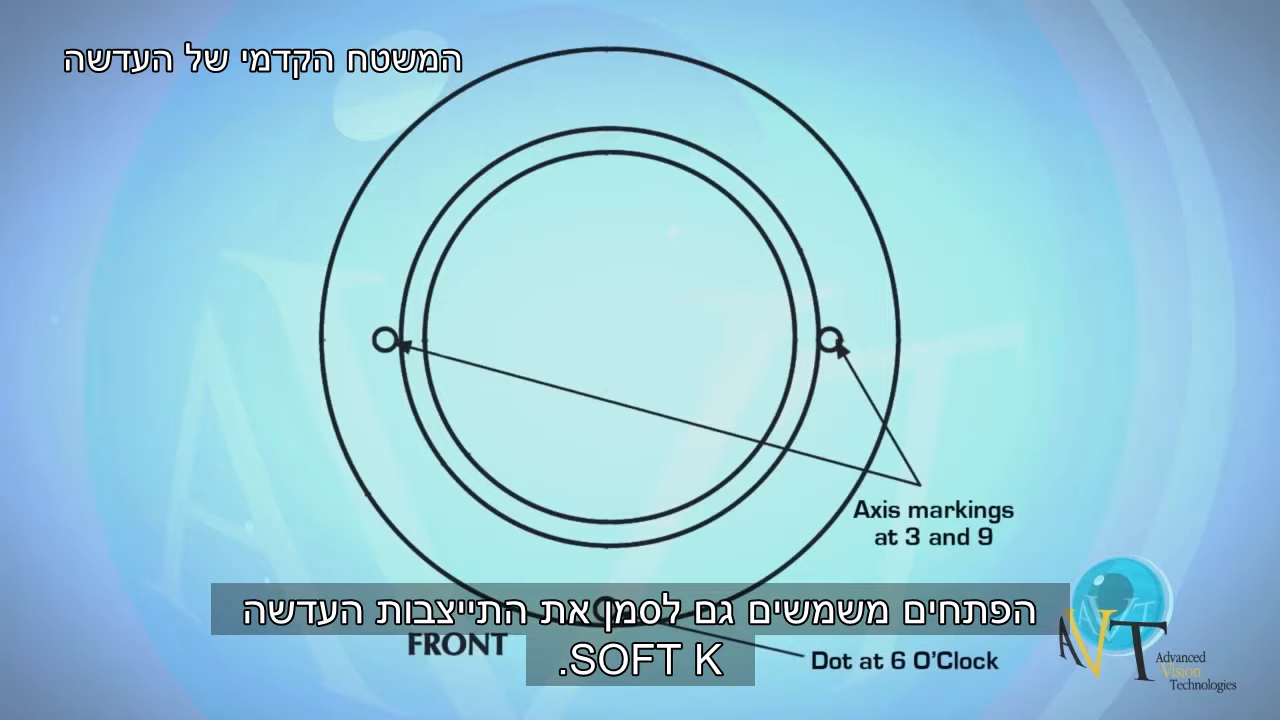 המשטח הקדמי של העדשה
Axis markings
at 3 and 9
הפתחים משמשים גם לסמן את התייצבות העדשה
SOFT K.
FRONT
Dot at 6 O'Clock
AVT
Advanced
Vision
Technologies